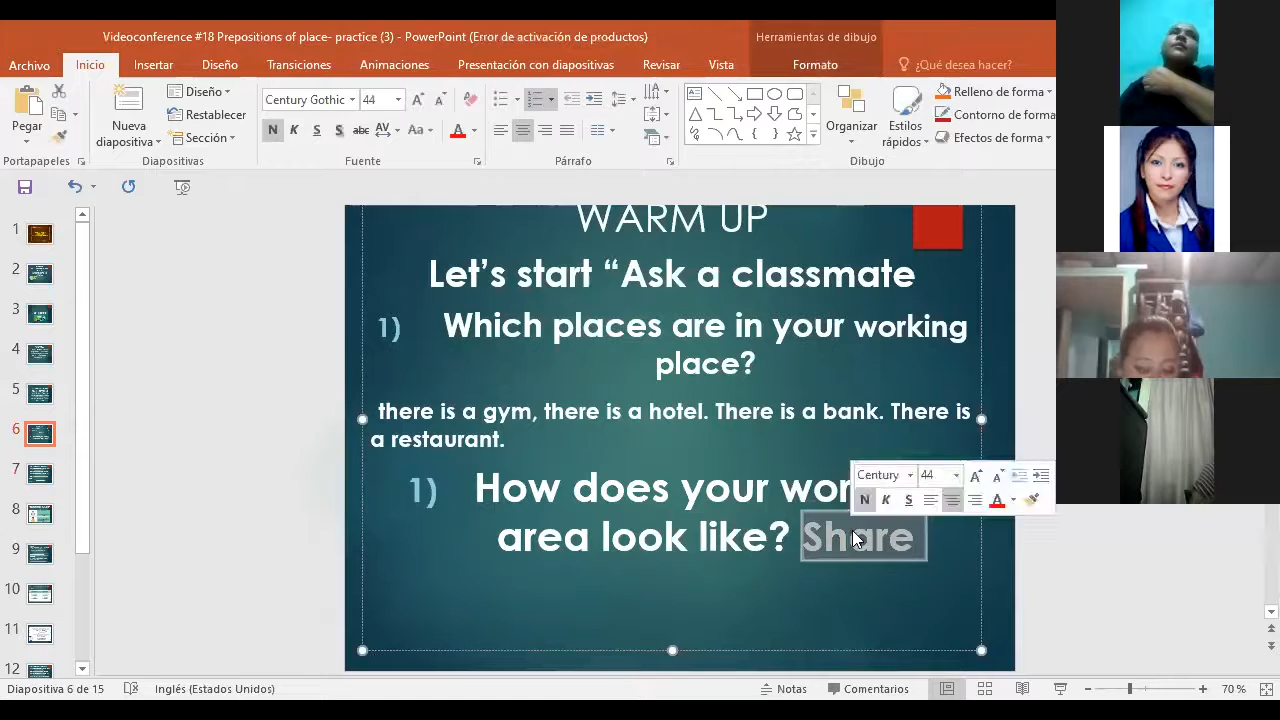 Videoconference #18 Prepositions of place- practice (3) - PowerPoint (Error de activación de productos)
Herramientas de dibujo
Archivo Inicio Insertar Diseño Transiciones Animaciones Presentación con diapositivas Revisar Vista Formato ¿Qué desea hacer?
Pegar
Nueva diapositiva
Diseño
Restablecer
Sección
Century Gothic 44
N K S S abc AV Aa A
Organizar
Estilos rápidos
Relleno de forma
Contorno de forma
Efectos de forma
Portapapeles Diapositivas Fuente Párrafo Dibujo
1
2
3
4
5
6
7
8
9
10
11
12
WARM UP
Let's start “Ask a classmate
1) Which places are in your working
place?
there is a gym, there is a hotel. There is a bank. There is
a restaurant.
1) How does your wor
area look like? Share
Century 44
N K S A
Diapositiva 6 de 15 Inglés (Estados Unidos) Notas Comentarios 70 %